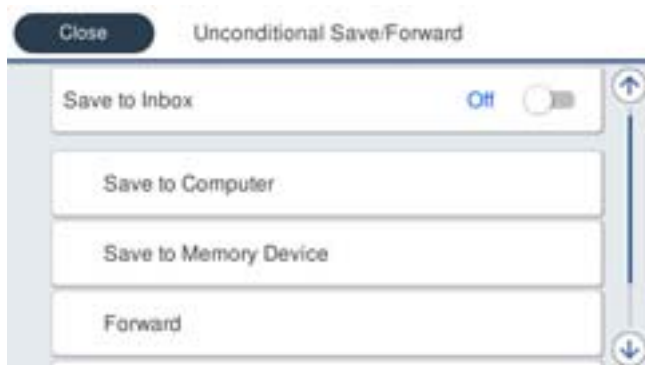 Close Unconditional Save/Forward
Save to Inbox Off
Save to Computer
Save to Memory Device
Forward